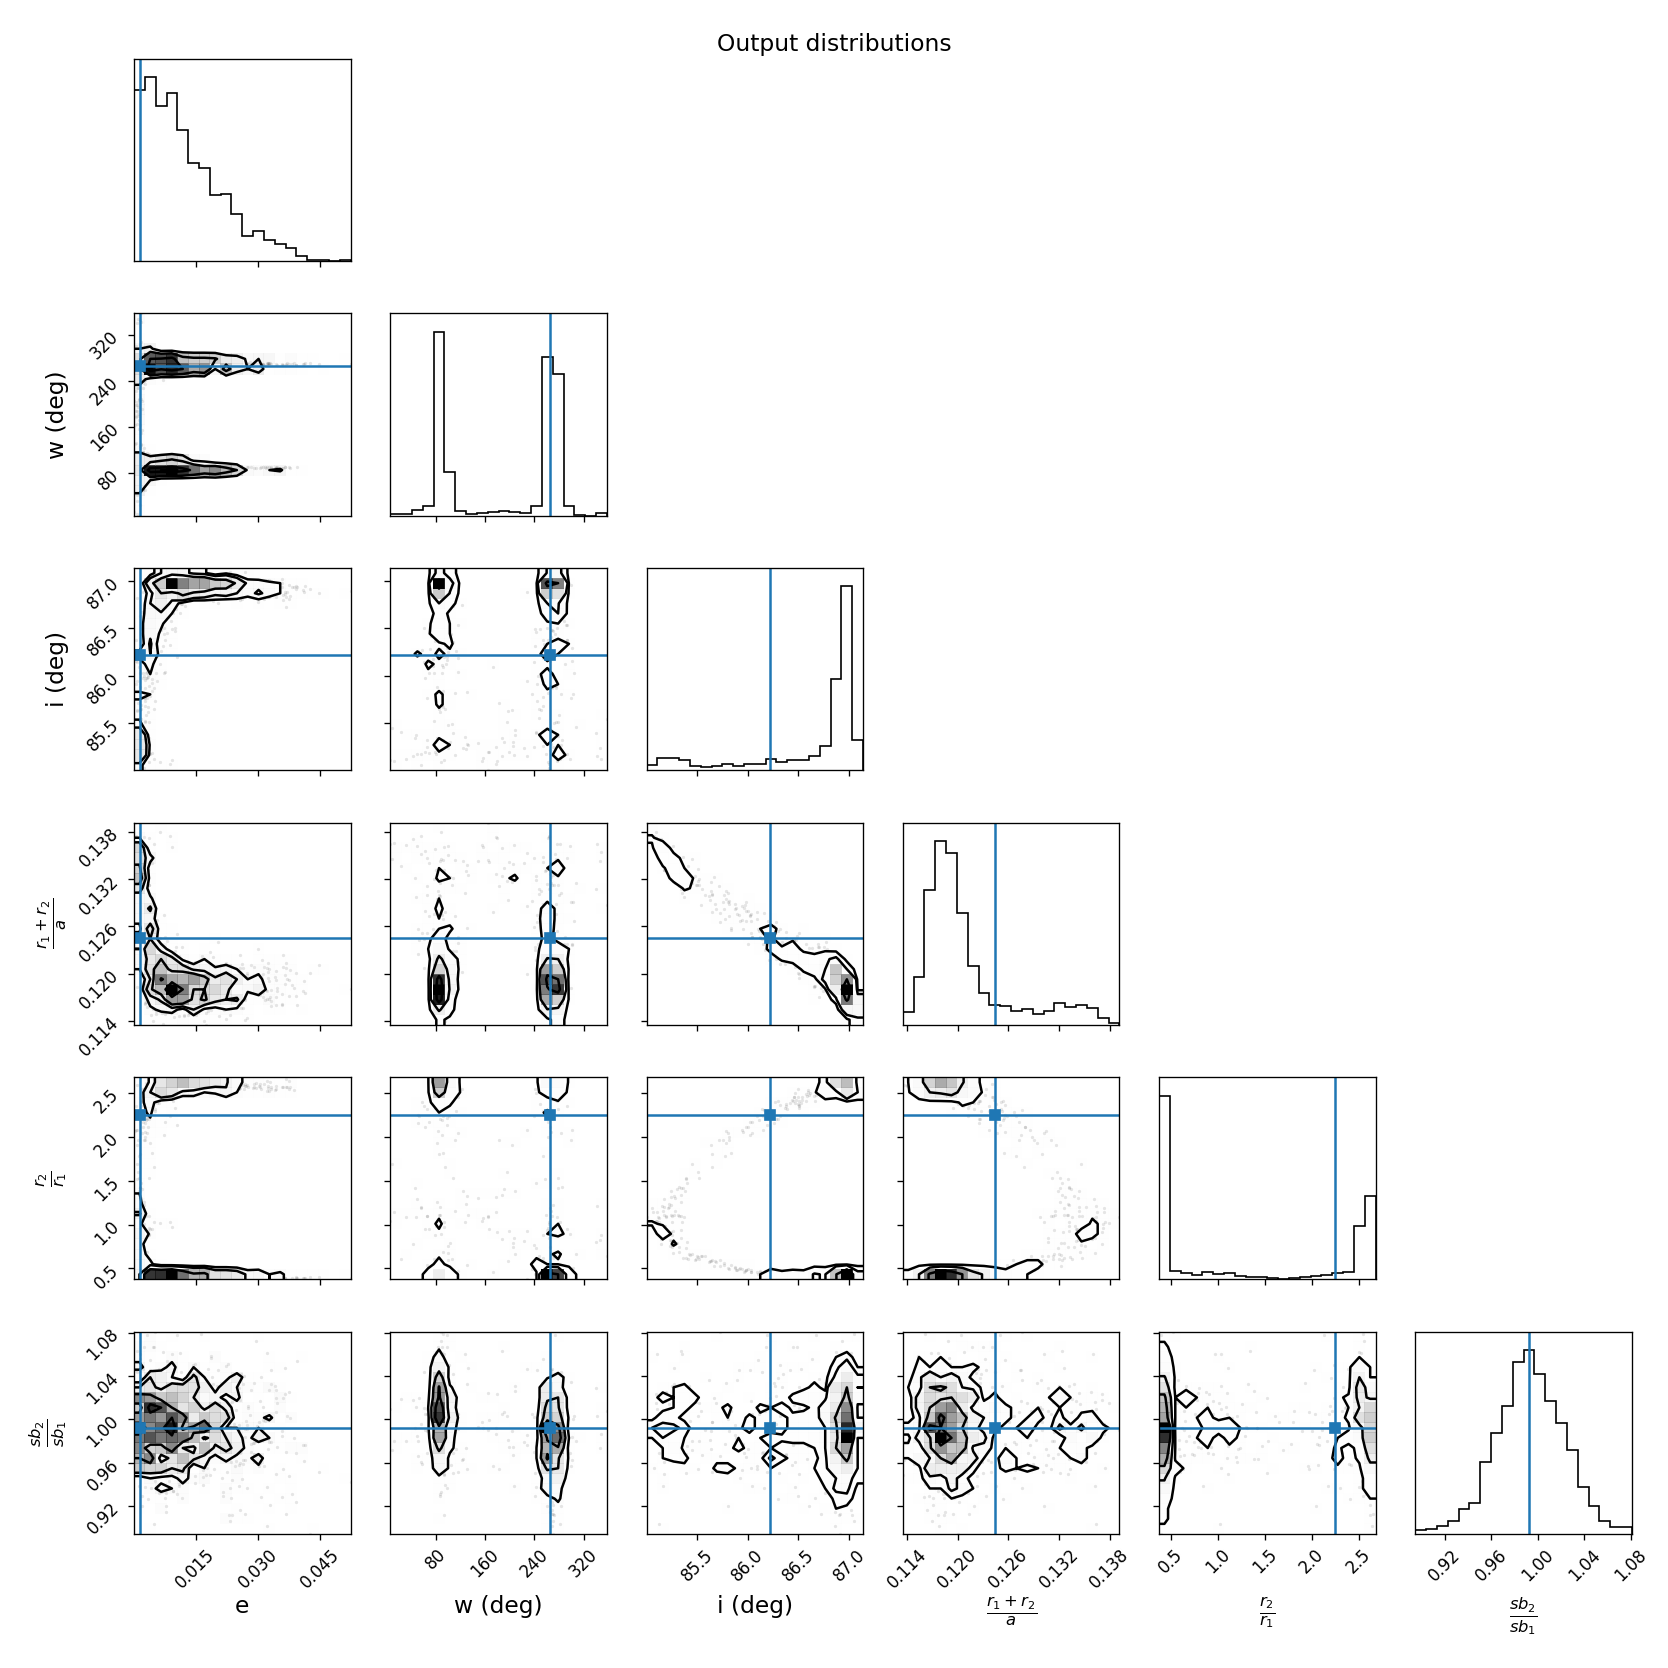 Output distributions
w (deg)
320
240
160
80
i (deg)
87.0
86.5
86.0
85.5
r₁ + r₂
a
0.138
0.132
0.126
0.120
0.114
r₂
r₁
2.5
2.0
1.5
1.0
0.5
sb₂
sb₁
1.08
1.04
1.00
0.96
0.92
0.015 0.030 0.045
80 160 240 320
85.5 86.0 86.5 87.0
0.114 0.120 0.126 0.132 0.138
0.5 1.0 1.5 2.0 2.5
0.92 0.96 1.00 1.04 1.08
e
w (deg)
i (deg)
r₁ + r₂
a
r₂
r₁
sb₂
sb₁